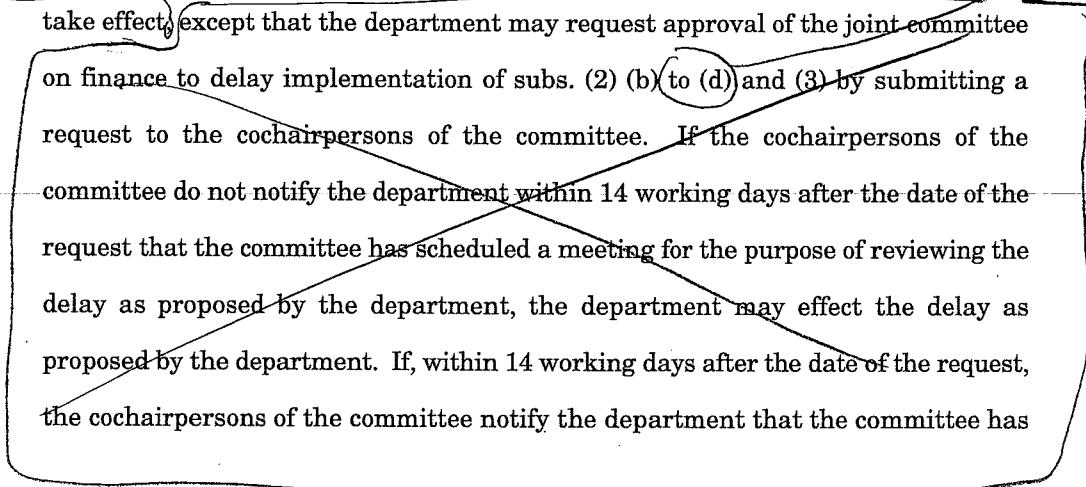 take effect, except that the department may request approval of the joint committee
on finance to delay implementation of subs. (2) (b) to (d) and (3) by submitting a
request to the cochairpersons of the committee. If the cochairpersons of the
committee do not notify the department within 14 working days after the date of the
request that the committee has scheduled a meeting for the purpose of reviewing the
delay as proposed by the department, the department may effect the delay as
proposed by the department. If, within 14 working days after the date of the request,
the cochairpersons of the committee notify the department that the committee has